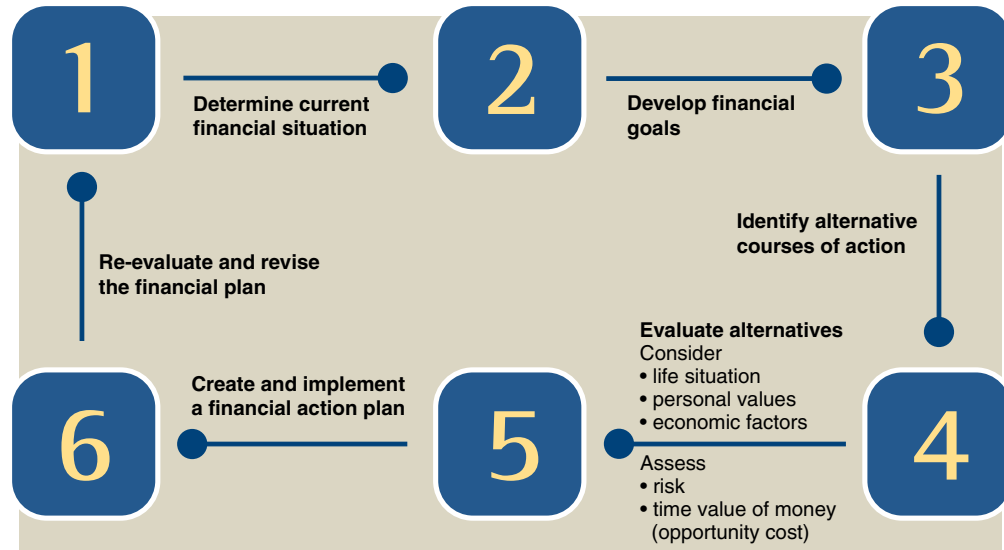 1
Determine current
financial situation
2
Develop financial
goals
3
Identify alternative
courses of action
4
Evaluate alternatives
Consider
• life situation
• personal values
• economic factors
Assess
• risk
• time value of money
(opportunity cost)
5
Create and implement
a financial action plan
6
Re-evaluate and revise
the financial plan